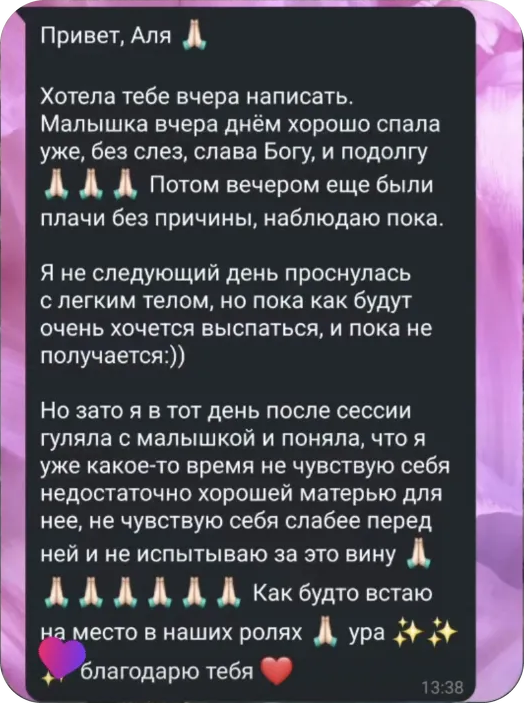 Привет, Аля 🙏🏻
Хотела тебе вчера написать.
Малышка вчера днём хорошо спала
уже, без слез, слава Богу, и подолгу
🙏🏻 🙏🏻 🙏🏻 Потом вечером еще были
плачи без причины, наблюдаю пока.
Я не следующий день проснулась
с легким телом, но пока как будут
очень хочется выспаться, и пока не
получается:))
Но зато я в тот день после сессии
гуляла с малышкой и поняла, что я
уже какое-то время не чувствую себя
недостаточно хорошей матерью для
нее, не чувствую себя слабее перед
ней и не испытываю за это вину 🙏🏻
🙏🏻 🙏🏻 🙏🏻 🙏🏻 🙏🏻 🙏🏻 Как будто встаю
на место в наших ролях 🙏🏻 ура ✨ ✨
✨ благодарю тебя ❤️
13:38